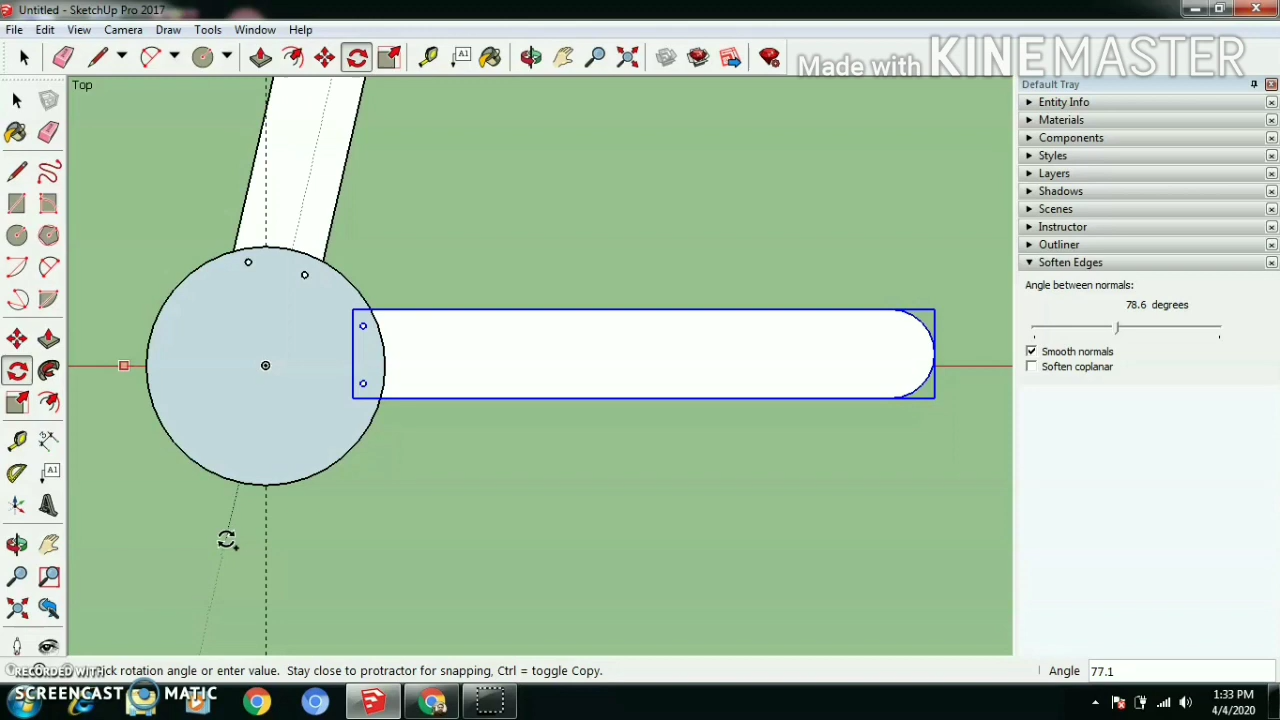 Untitled - SketchUp Pro 2017
File Edit View Camera Draw Tools Window Help
A1
Made with KINEMASTER
Top
Default Tray
Entity Info
Materials
Components
Styles
Layers
Shadows
Scenes
Instructor
Outliner
Soften Edges
Angle between normals:
78.6 degrees
Smooth normals
Soften coplanar
A1
ick rotation angle or enter value. Stay close to protractor for snapping, Ctrl = toggle Copy.
Angle 77.1
RECORDED WITH
SCREENCAST MATIC
1:33 PM
4/4/2020